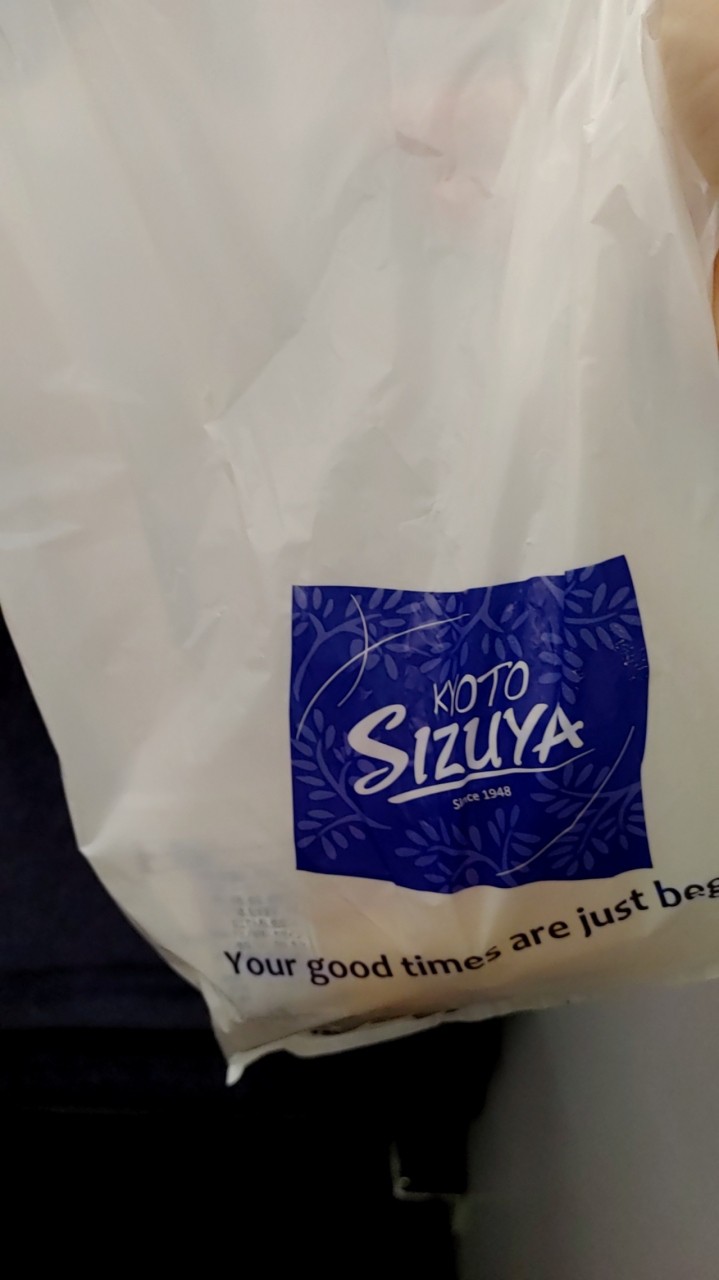 KYOTO
SIZUYA
Since 1948
Your good times are just beg